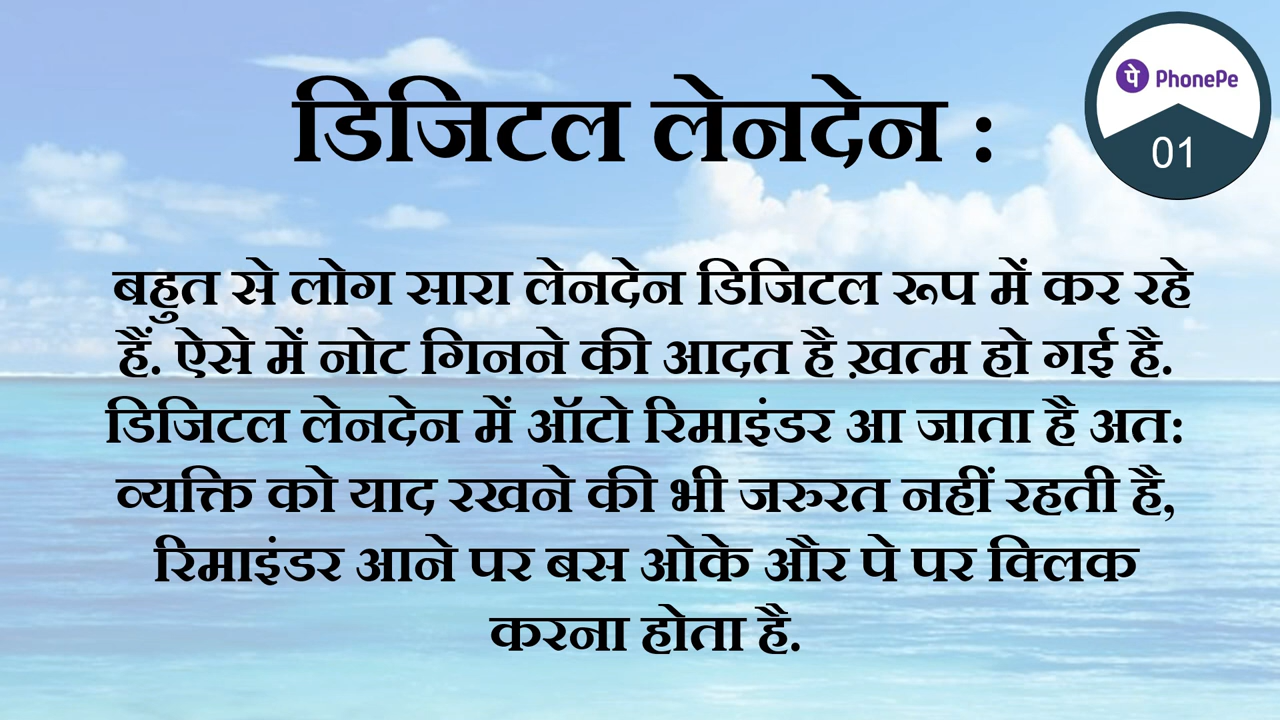 डिजिटल लेनदेन :
पे PhonePe
01
बहुत से लोग सारा लेनदेन डिजिटल रूप में कर रहे
हैं. ऐसे में नोट गिनने की आदत है ख़त्म हो गई है.
डिजिटल लेनदेन में ऑटो रिमाइंडर आ जाता है अत:
व्यक्ति को याद रखने की भी जरुरत नहीं रहती है,
रिमाइंडर आने पर बस ओके और पे पर क्लिक
करना होता है.